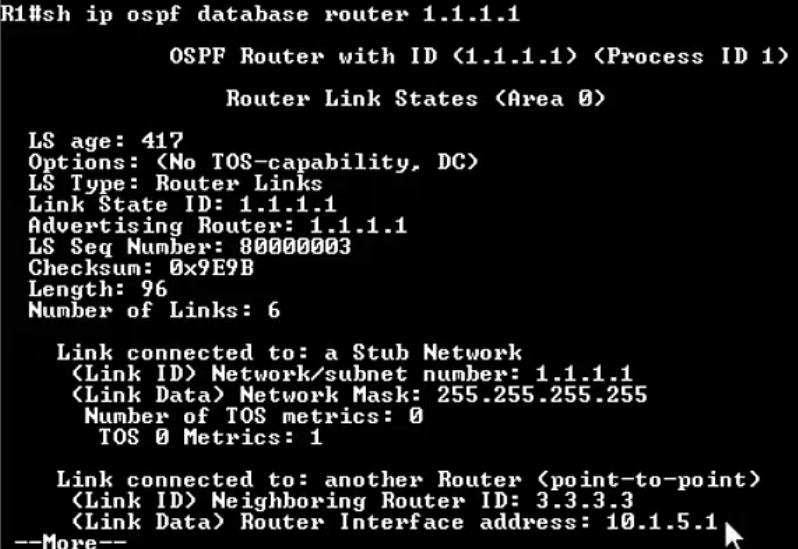 R1#sh ip ospf database router 1.1.1.1
OSPF Router with ID (1.1.1.1) (Process ID 1)
Router Link States (Area 0)
LS age: 417
Options: (No TOS-capability, DC)
LS Type: Router Links
Link State ID: 1.1.1.1
Advertising Router: 1.1.1.1
LS Seq Number: 80000003
Checksum: 0x9E9B
Length: 96
Number of Links: 6
Link connected to: a Stub Network
(Link ID) Network/subnet number: 1.1.1.1
(Link Data) Network Mask: 255.255.255.255
Number of TOS metrics: 0
TOS 0 Metrics: 1
Link connected to: another Router (point-to-point)
(Link ID) Neighboring Router ID: 3.3.3.3
(Link Data) Router Interface address: 10.1.5.1
--More--